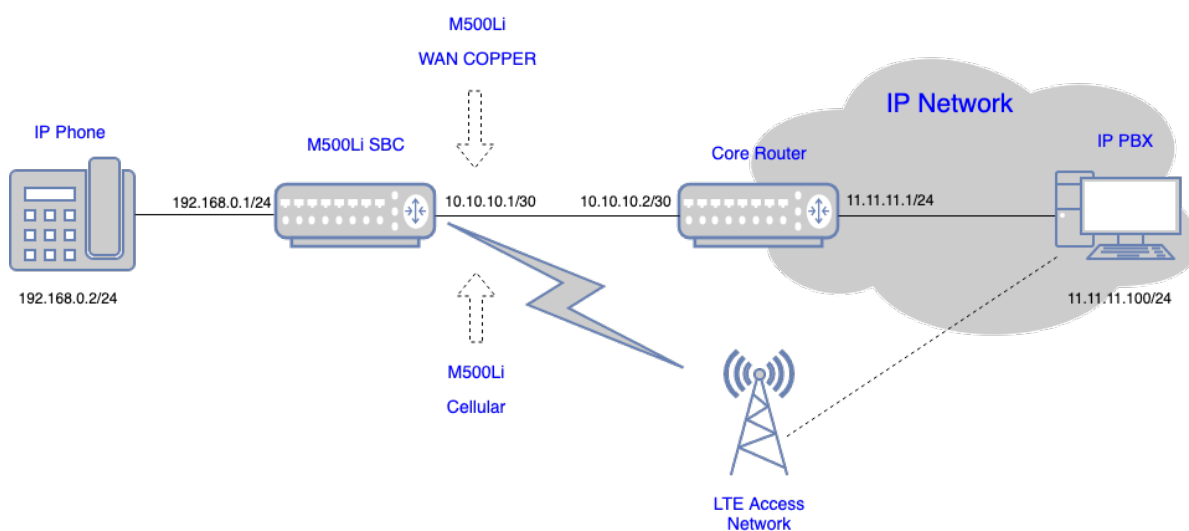 M500Li
WAN COPPER
IP Network
IP Phone
M500Li SBC
Core Router
IP PBX
192.168.0.1/24
10.10.10.1/30
10.10.10.2/30
11.11.11.1/24
192.168.0.2/24
11.11.11.100/24
M500Li
Cellular
LTE Access
Network